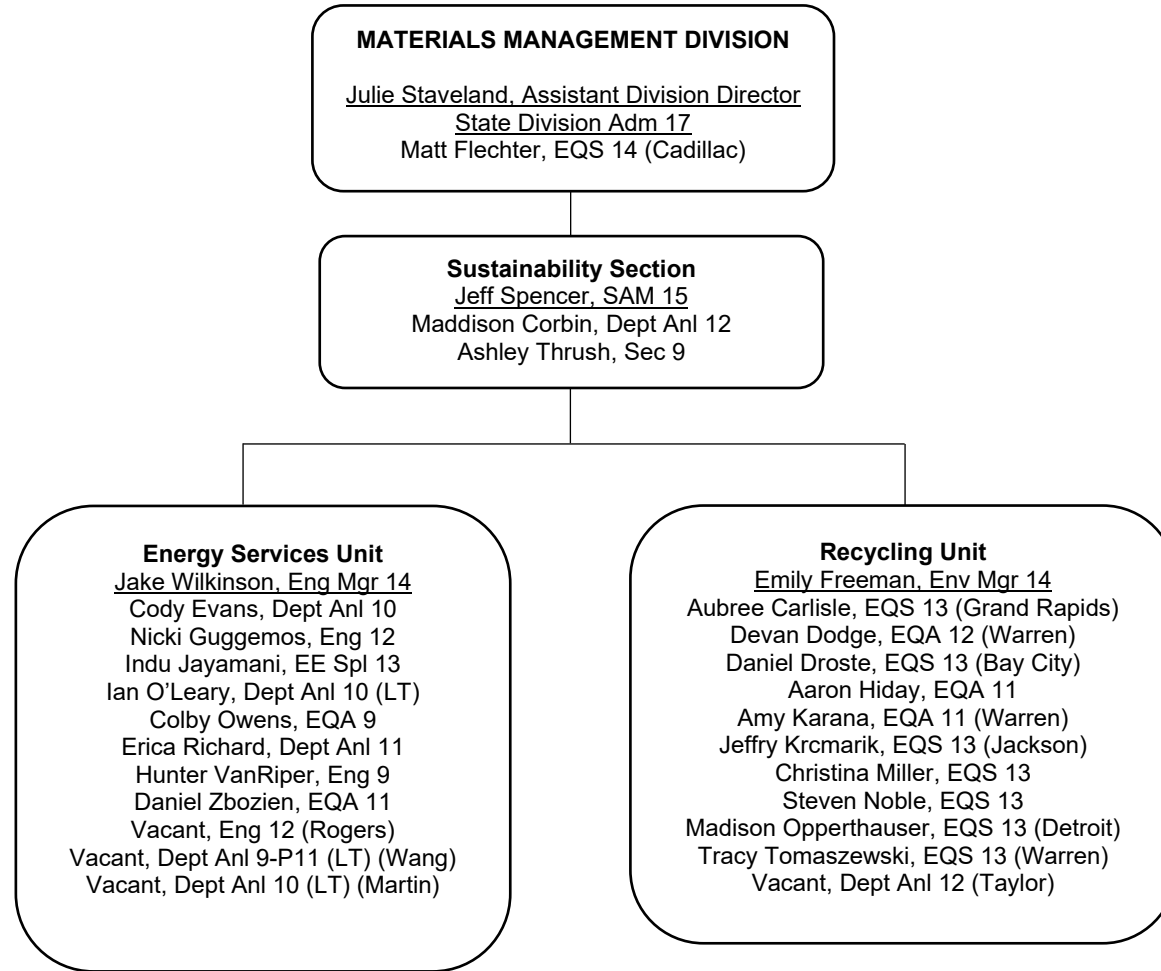 MATERIALS MANAGEMENT DIVISION
Julie Staveland, Assistant Division Director
State Division Adm 17
Matt Flechter, EQS 14 (Cadillac)
Sustainability Section
Jeff Spencer, SAM 15
Maddison Corbin, Dept Anl 12
Ashley Thrush, Sec 9
Energy Services Unit
Jake Wilkinson, Eng Mgr 14
Cody Evans, Dept Anl 10
Nicki Guggemos, Eng 12
Indu Jayamani, EE Spl 13
Ian O’Leary, Dept Anl 10 (LT)
Colby Owens, EQA 9
Erica Richard, Dept Anl 11
Hunter VanRiper, Eng 9
Daniel Zbozien, EQA 11
Vacant, Eng 12 (Rogers)
Vacant, Dept Anl 9-P11 (LT) (Wang)
Vacant, Dept Anl 10 (LT) (Martin)
Recycling Unit
Emily Freeman, Env Mgr 14
Aubree Carlisle, EQS 13 (Grand Rapids)
Devan Dodge, EQA 12 (Warren)
Daniel Droste, EQS 13 (Bay City)
Aaron Hiday, EQA 11
Amy Karana, EQA 11 (Warren)
Jeffry Krcmarik, EQS 13 (Jackson)
Christina Miller, EQS 13
Steven Noble, EQS 13
Madison Opperthauser, EQS 13 (Detroit)
Tracy Tomaszewski, EQS 13 (Warren)
Vacant, Dept Anl 12 (Taylor)